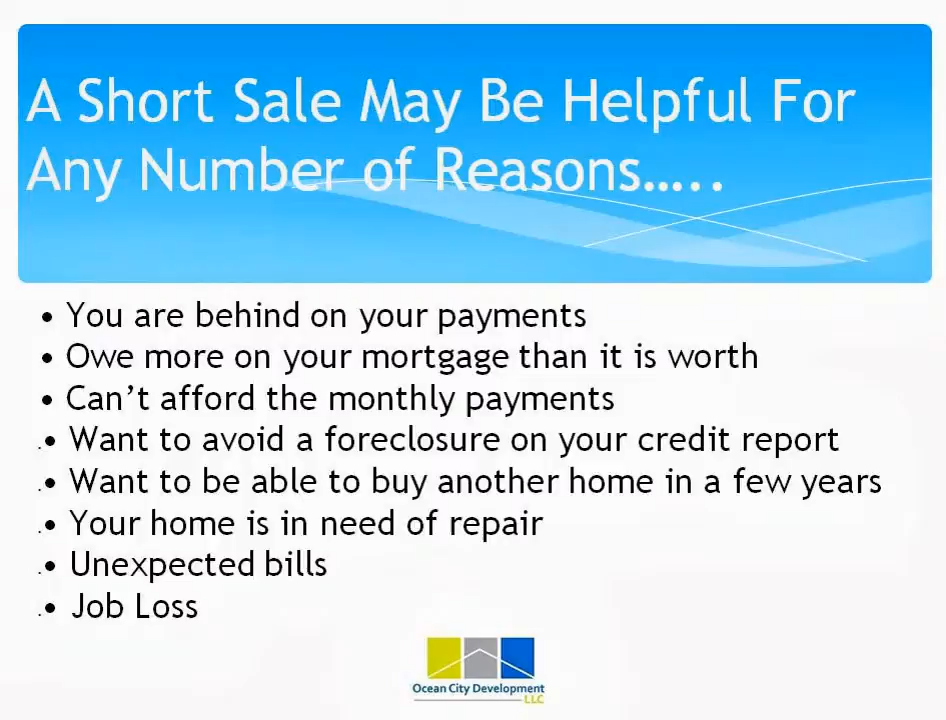 A Short Sale May Be Helpful For
Any Number of Reasons…..
• You are behind on your payments
• Owe more on your mortgage than it is worth
• Can’t afford the monthly payments
.• Want to avoid a foreclosure on your credit report
.• Want to be able to buy another home in a few years
.• Your home is in need of repair
.• Unexpected bills
.• Job Loss
Ocean City Development
LLC